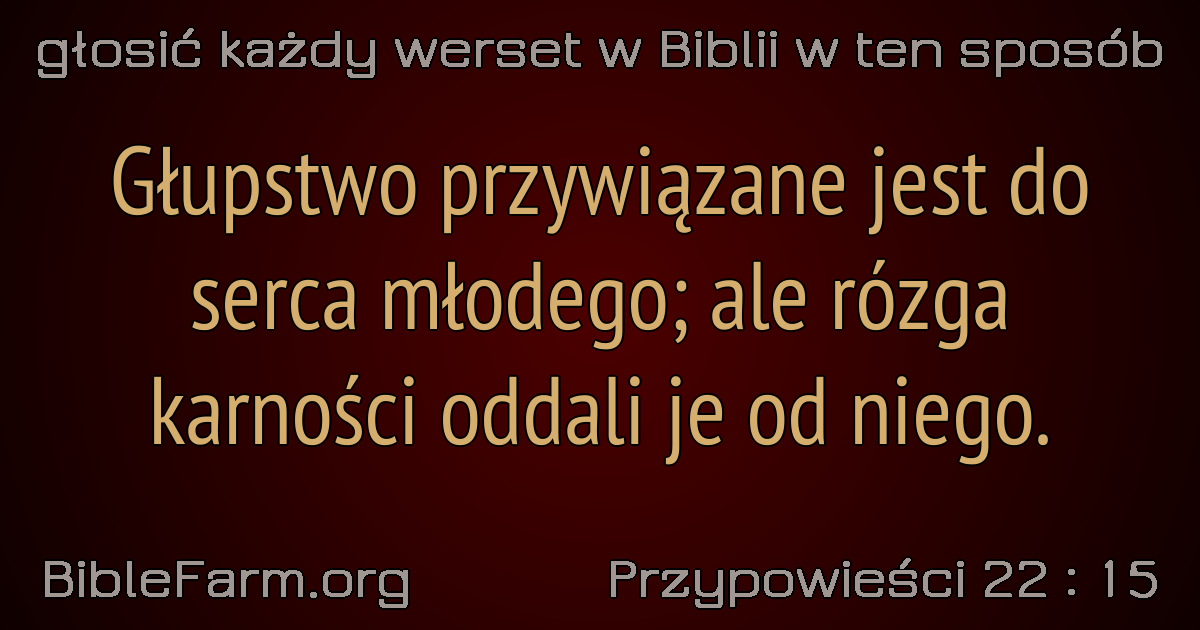 głosić każdy werset w Biblii w ten sposób
Głupstwo przywiązane jest do
serca młodego; ale rózga
karności oddali je od niego.
BibleFarm.org
Przypowieści 22 : 15